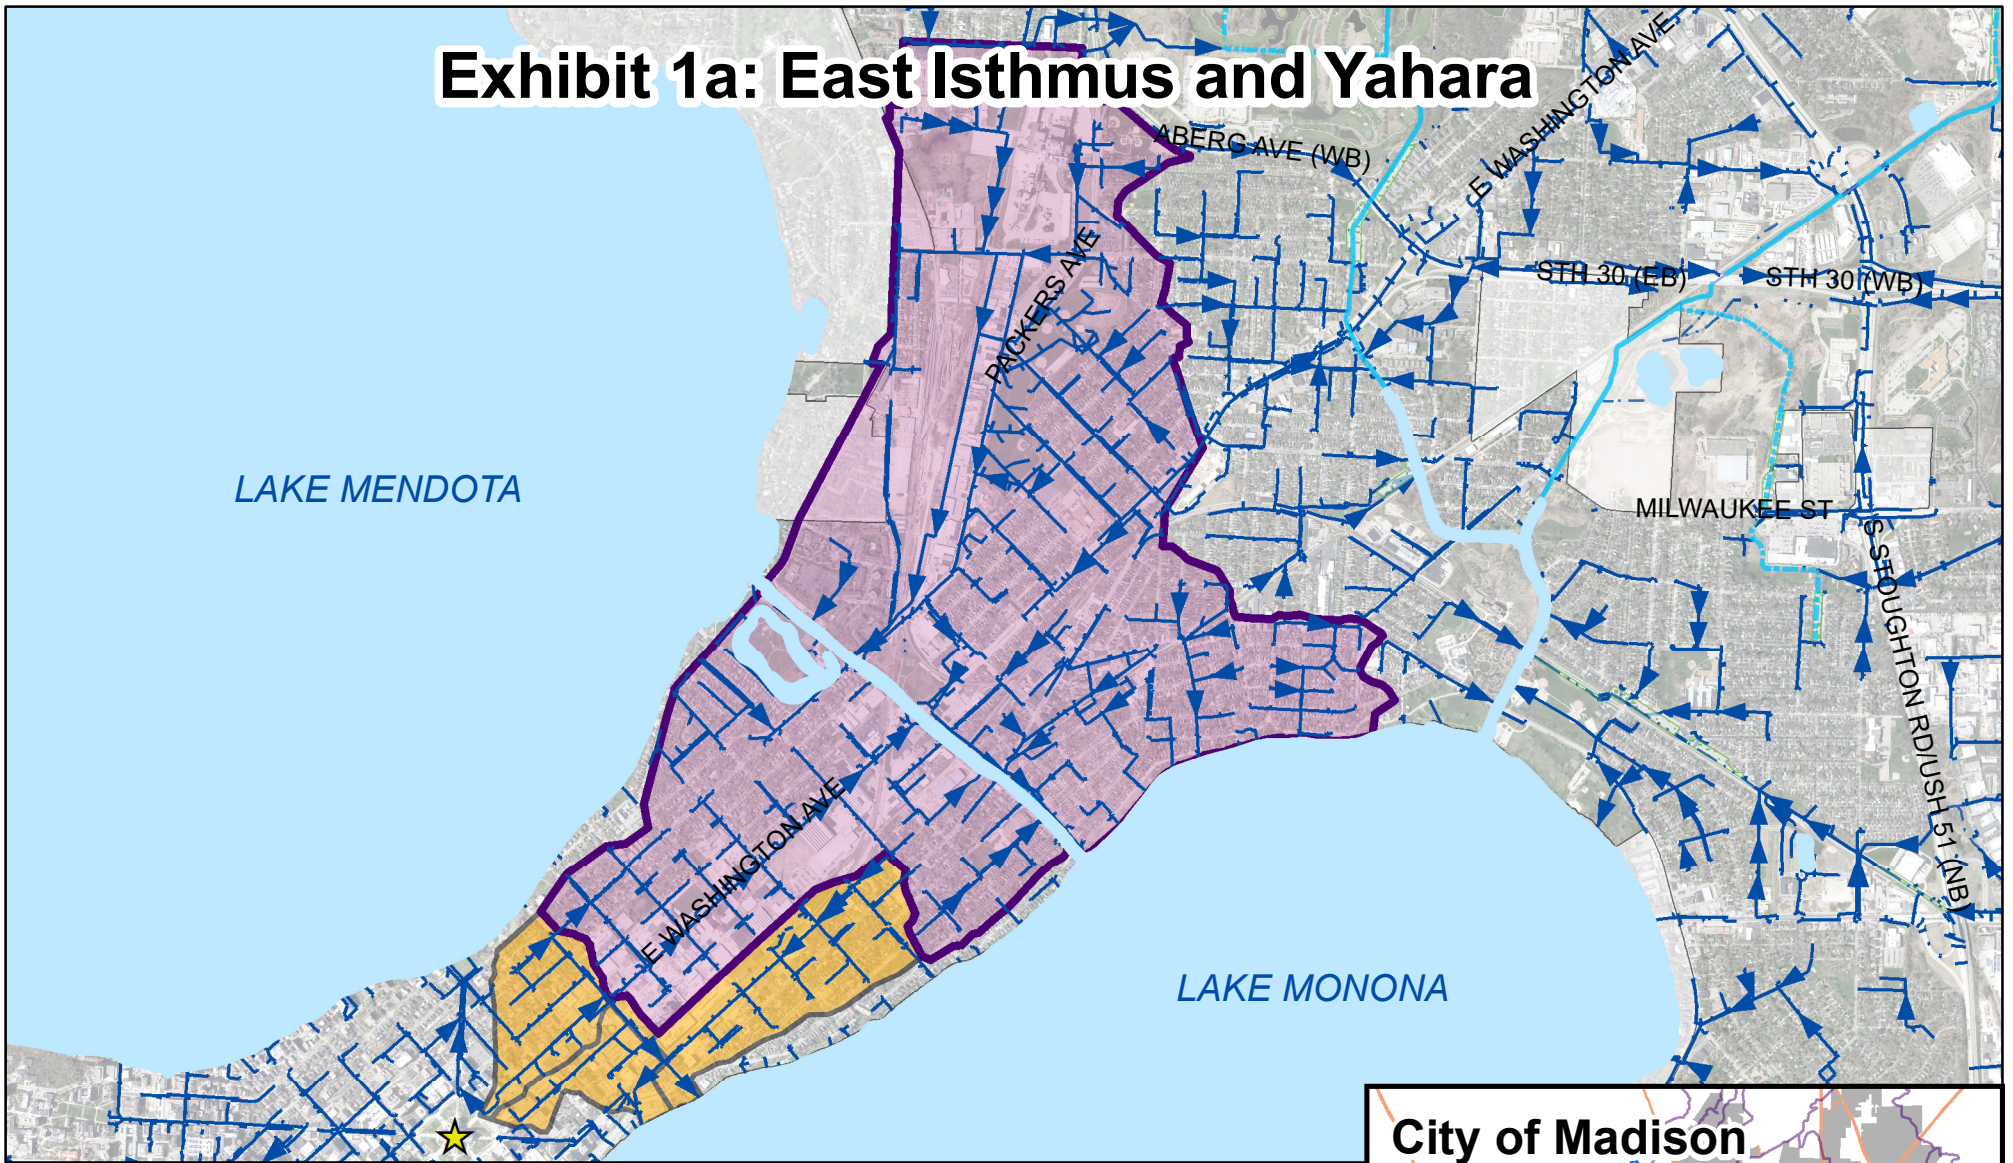 Exhibit 1a: East Isthmus and Yahara
E WASHINGTON AVE
ABERG AVE (WB)
STH 30 (EB)
STH 30 (WB)
PACKERS AVE
LAKE MENDOTA
MILWAUKEE ST
S STOUGHTON RD/USH 51 (NB)
E WASHINGTON AVE
LAKE MONONA
City of Madison